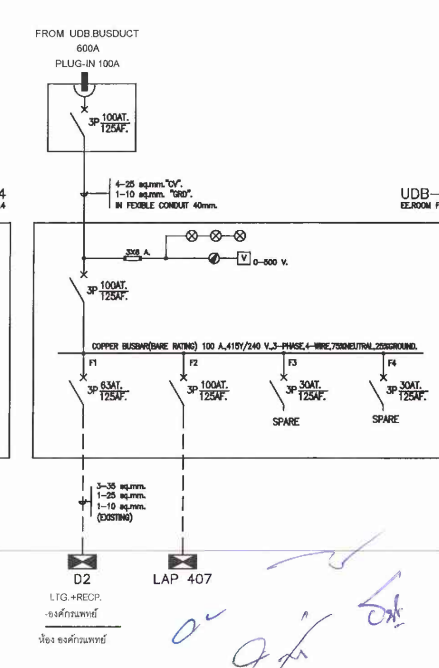 FROM UDB.BUSDUCT
600A
PLUG-IN 100A
3P 100AT.
125AF.
4-25 sq.mm."CV".
1-10 sq.mm. "GRD".
IN FEXIBLE CONDUIT 40mm.
4
UDB-
.4
EE.ROOM F
3X6 A.
V
0-500 V.
3P 100AT.
125AF.
COPPER BUSBAR(BARE RATING) 100 A.,415Y/240 V.,3-PHASE,4-WIRE,75%NEUTRAL,25%GROUND.
F1 F2 F3 F4
3P 63AT.
125AF.
3P 100AT.
125AF.
3P 30AT.
125AF.
3P 30AT.
125AF.
SPARE
SPARE
3-35 sq.mm.
1-25 sq.mm.
1-10 sq.mm.
(EXISTING)
D2
LAP 407
LTG.+RECP.
-องค์กรแพทย์
ห้อง องค์กรแพทย์